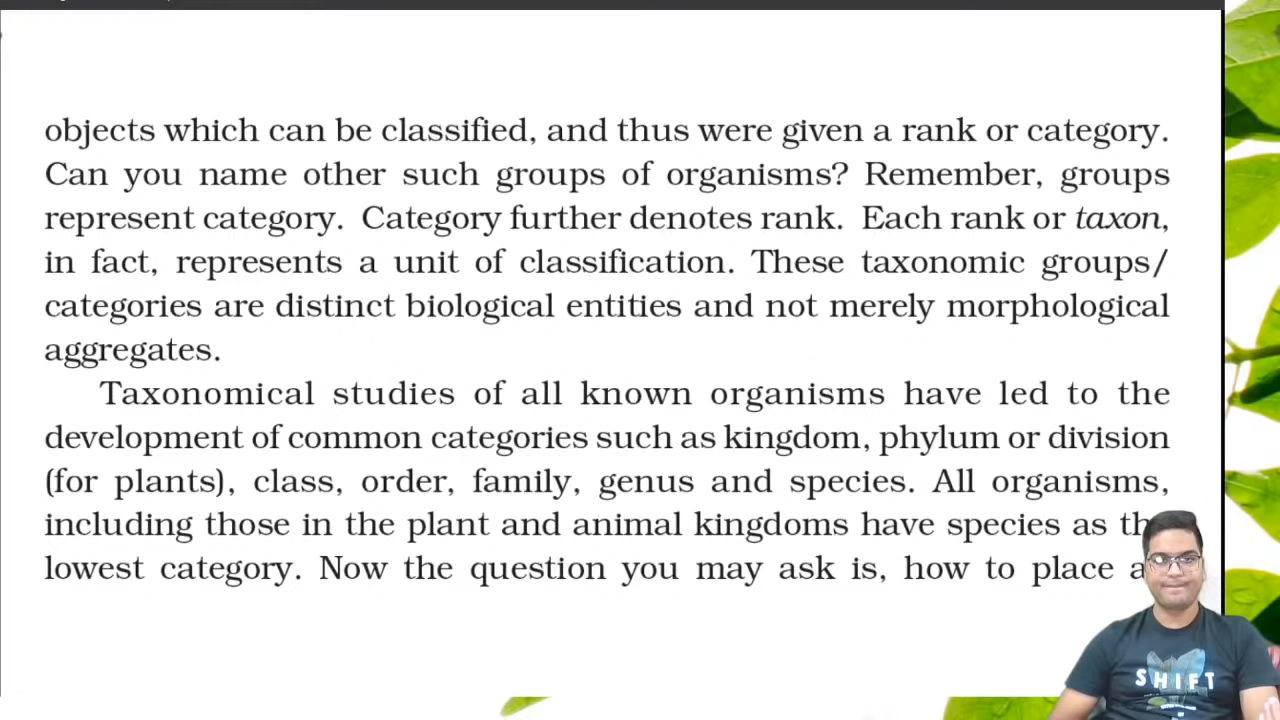 objects which can be classified, and thus were given a rank or category.
Can you name other such groups of organisms? Remember, groups
represent category. Category further denotes rank. Each rank or taxon,
in fact, represents a unit of classification. These taxonomic groups/
categories are distinct biological entities and not merely morphological
aggregates.
Taxonomical studies of all known organisms have led to the
development of common categories such as kingdom, phylum or division
(for plants), class, order, family, genus and species. All organisms,
including those in the plant and animal kingdoms have species as
lowest category. Now the question you may ask is, how to place
SHIFT